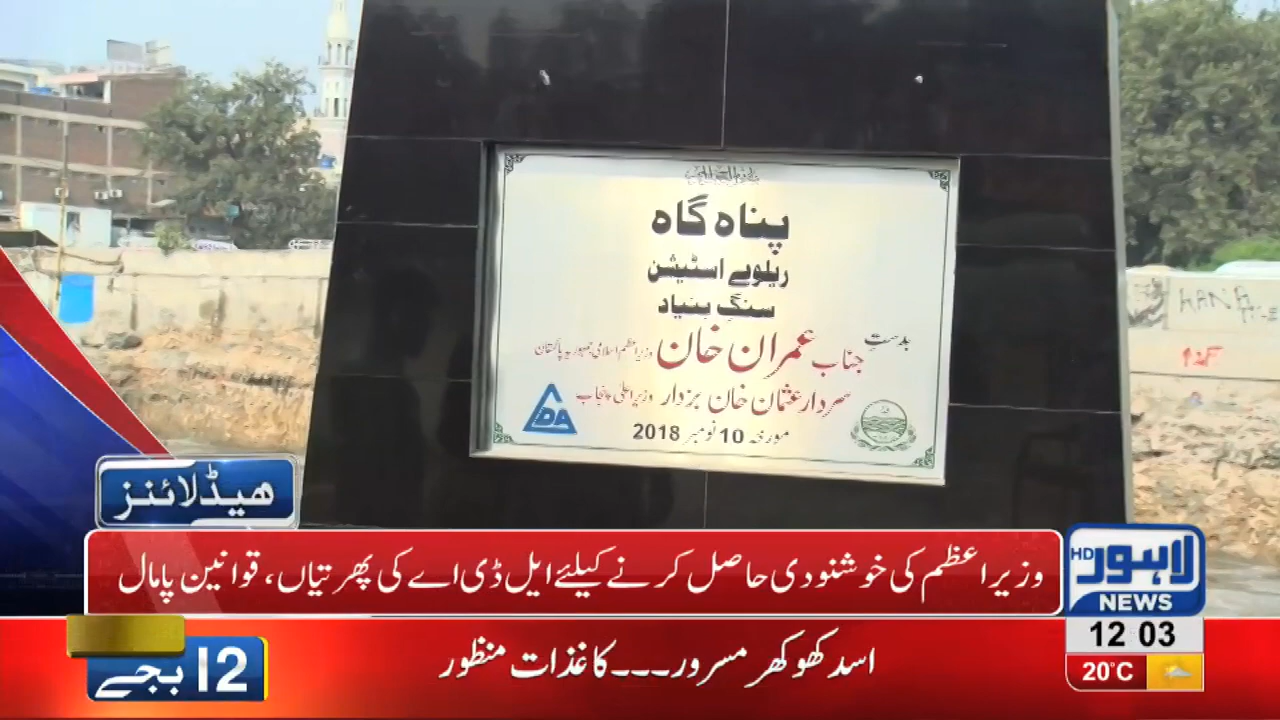 پناہ گاہ
ریلوے اسٹیشن
سنگِ بنیاد
بدستِ
جناب عمران خان وزیراعظم اسلامی جمہوریہ پاکستان
سردار عثمان خان بزدار وزیراعلیٰ پنجاب
مورخہ 10 نومبر 2018
LDA
ہیڈلائنز
وزیراعظم کی خوشنودی حاصل کرنے کیلئے ایل ڈی اے کی پھرتیاں، قوانین پامال
HD لاہور
NEWS
12 03
20°C
12 بجے
اسد کھوکھر مسرور۔۔۔کاغذات منظور